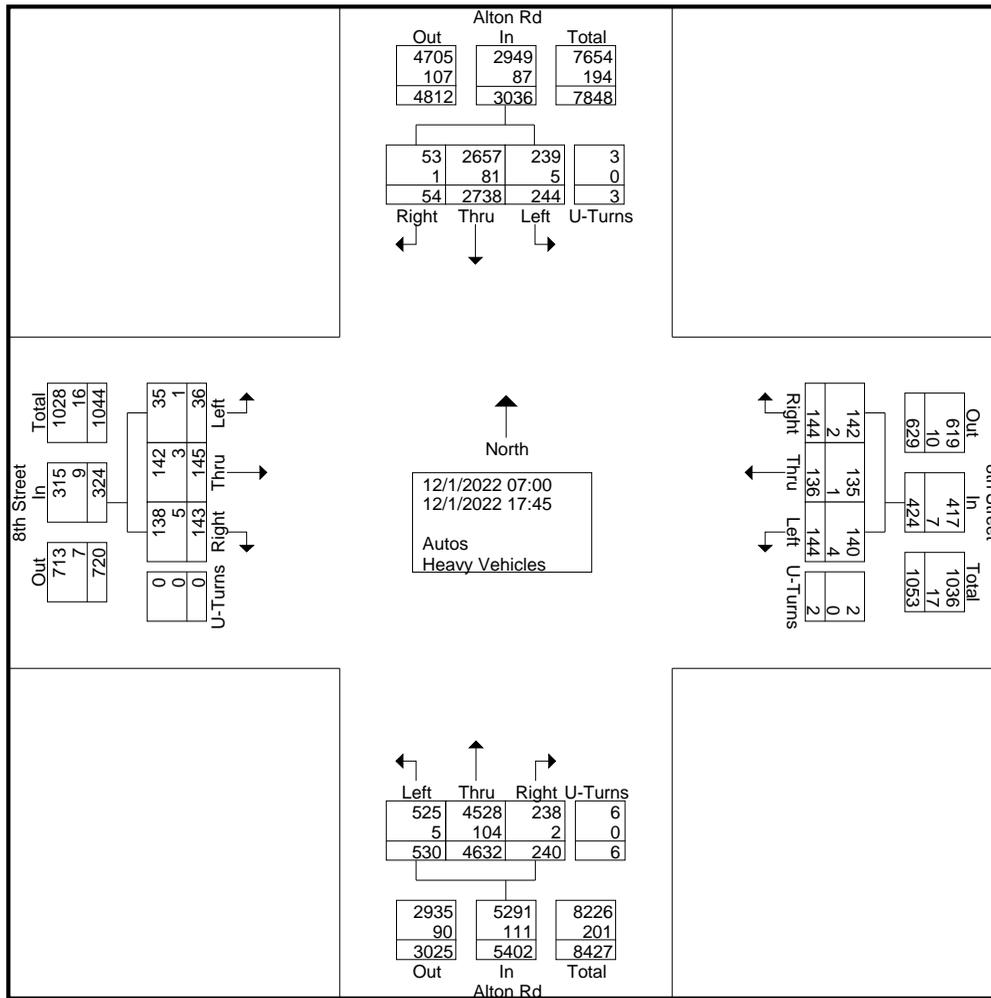 Alton Rd
Out In Total
4705 2949 7654
107 87 194
4812 3036 7848
53 2657 239 3
1 81 5 0
54 2738 244 3
Right Thru Left U-Turns
Total 1028 16 1044
8th Street
In 315 9 324
Out 713 7 720
35 1 36 Left
142 3 145 Thru
138 5 143 Right
0 0 0 U-Turns
North
12/1/2022 07:00
12/1/2022 17:45
Autos
Heavy Vehicles
Right 144 2 142
Thru 136 1 135
Left 144 4 140
U-Turns 2 0 2
Out 619 10 629
In 417 7 424
Total 1036 17 1053
Street
Left Thru Right U-Turns
525 4528 238 6
5 104 2 0
530 4632 240 6
2935 5291 8226
90 111 201
3025 5402 8427
Out In Total
Alton Rd